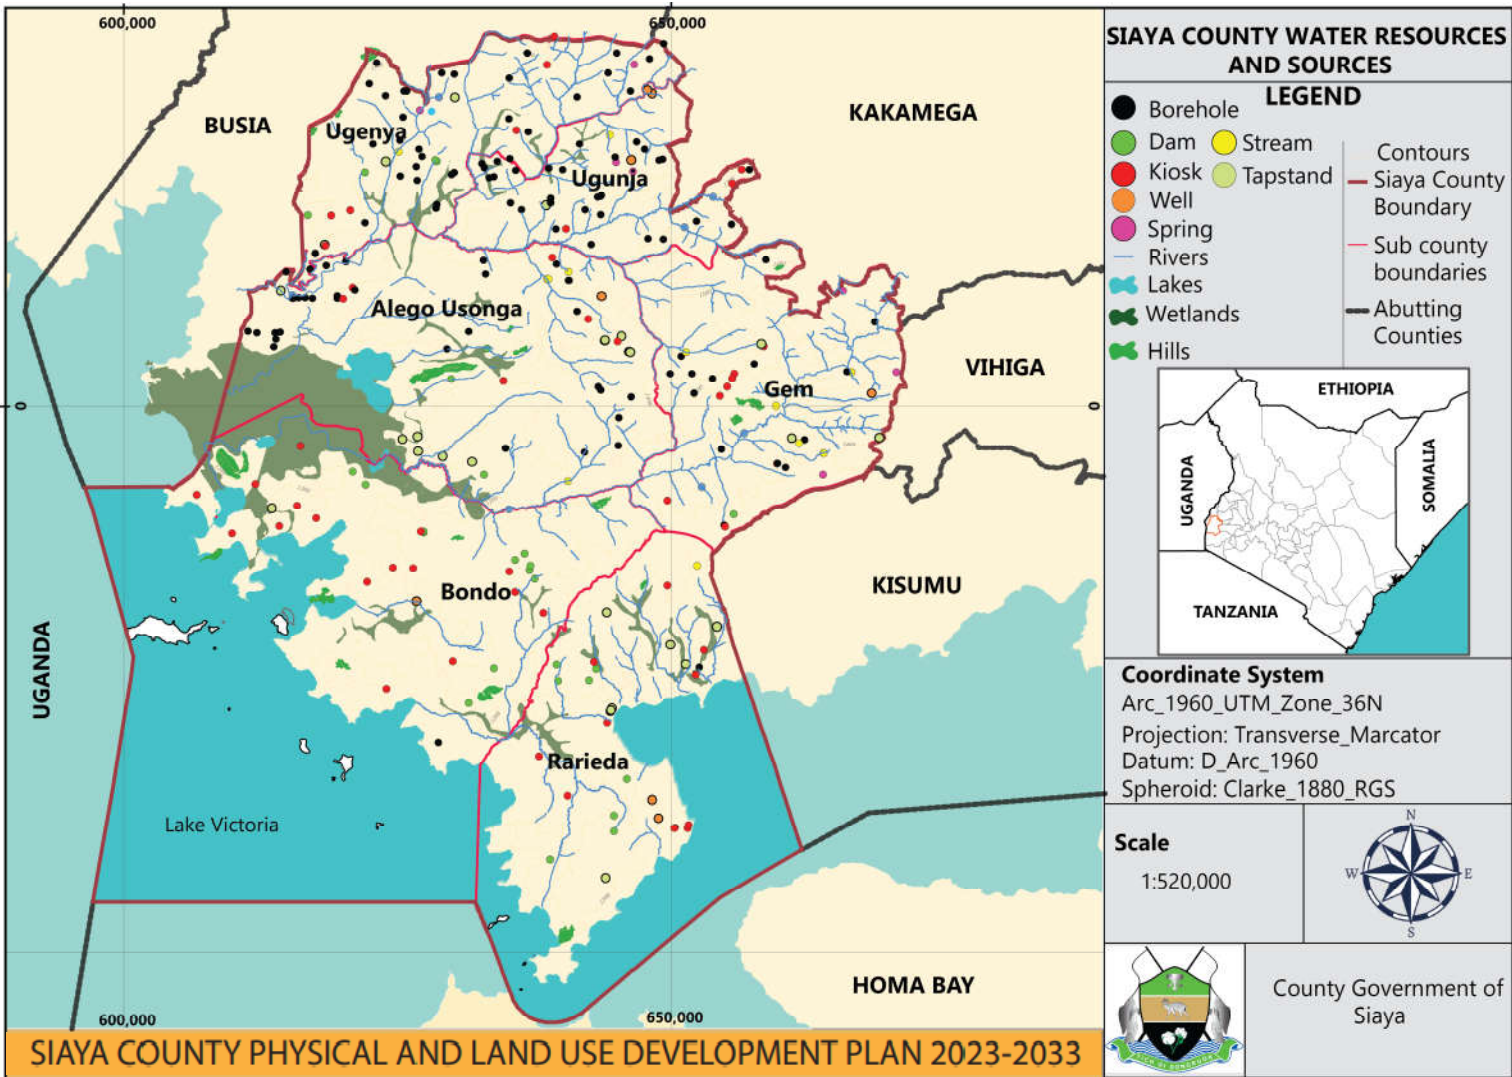 600,000
650,000
BUSIA
KAKAMEGA
Ugenya
Ugunja
Alego Usonga
VIHIGA
Gem
0
0
KISUMU
Bondo
UGANDA
Rarieda
Lake Victoria
HOMA BAY
600,000
650,000
SIAYA COUNTY PHYSICAL AND LAND USE DEVELOPMENT PLAN 2023-2033
SIAYA COUNTY WATER RESOURCES
AND SOURCES
LEGEND
Borehole
Dam
Stream
Kiosk
Tapstand
Well
Spring
Rivers
Lakes
Wetlands
Hills
Contours
Siaya County
Boundary
Sub county
boundaries
Abutting
Counties
ETHIOPIA
UGANDA
SOMALIA
TANZANIA
Coordinate System
Arc_1960_UTM_Zone_36N
Projection: Transverse_Marcator
Datum: D_Arc_1960
Spheroid: Clarke_1880_RGS
Scale
1:520,000
N
W
E
S
County Government of
Siaya